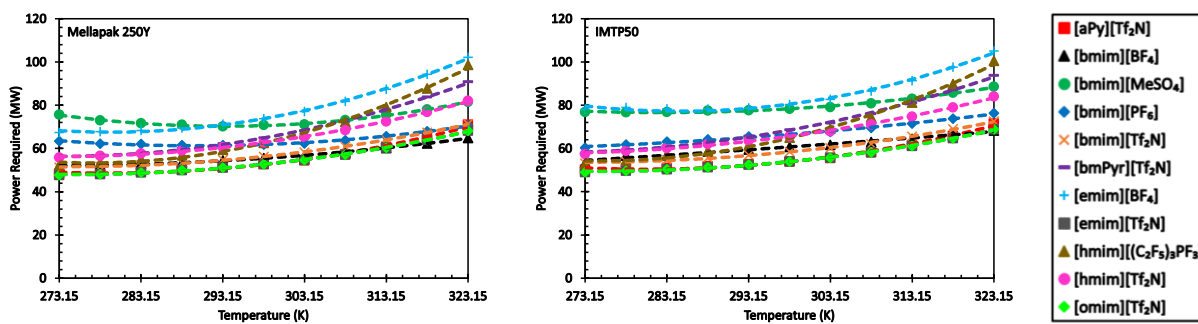 Mellapak 250Y
Power Required (MW)
120
100
80
60
40
20
0
273.15 283.15 293.15 303.15 313.15 323.15
Temperature (K)
IMTP50
Power Required (MW)
120
100
80
60
40
20
0
273.15 283.15 293.15 303.15 313.15 323.15
Temperature (K)
[aPy][Tf₂N]
[bmim][BF₄]
[bmim][MeSO₄]
[bmim][PF₆]
[bmim][Tf₂N]
[bmPyr][Tf₂N]
[emim][BF₄]
[emim][Tf₂N]
[hmim][(C₂F₅)₃PF₃
[hmim][Tf₂N]
[omim][Tf₂N]